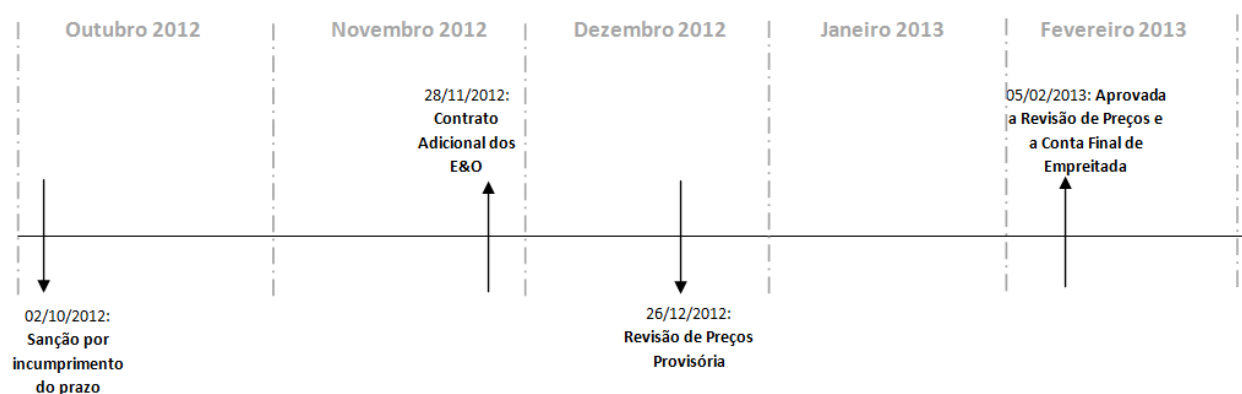 Outubro 2012
Novembro 2012
Dezembro 2012
Janeiro 2013
Fevereiro 2013
28/11/2012:
Contrato
Adicional dos
E&O
05/02/2013: Aprovada
a Revisão de Preços e
a Conta Final de
Empreitada
02/10/2012:
Sanção por
incumprimento
do prazo
26/12/2012:
Revisão de Preços
Provisória